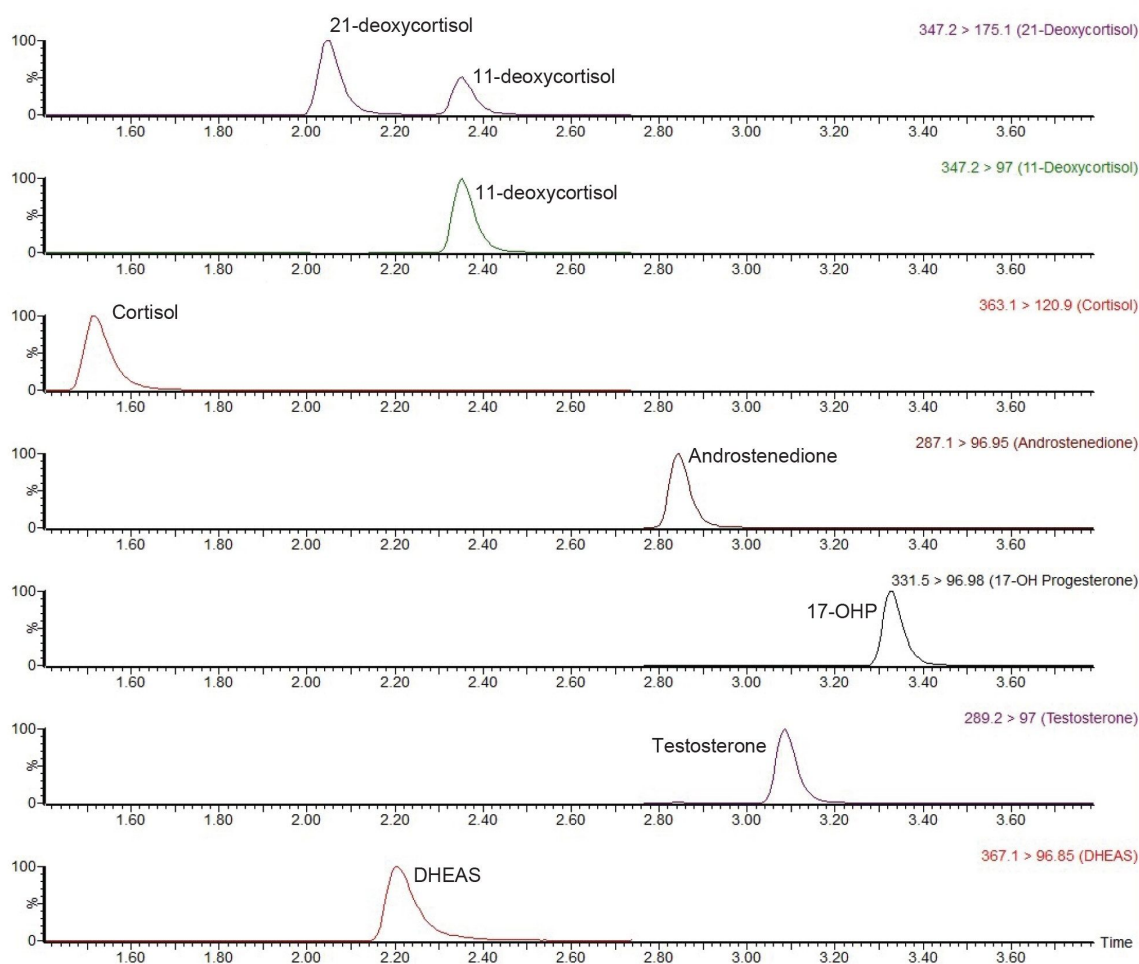 21-deoxycortisol
347.2 > 175.1 (21-Deoxycortisol)
100
11-deoxycortisol
%
0
1.60 1.80 2.00 2.20 2.40 2.60 2.80 3.00 3.20 3.40 3.60
347.2 > 97 (11-Deoxycortisol)
100
11-deoxycortisol
%
0
1.60 1.80 2.00 2.20 2.40 2.60 2.80 3.00 3.20 3.40 3.60
363.1 > 120.9 (Cortisol)
100
Cortisol
%
0
1.60 1.80 2.00 2.20 2.40 2.60 2.80 3.00 3.20 3.40 3.60
287.1 > 96.95 (Androstenedione)
100
Androstenedione
%
0
1.60 1.80 2.00 2.20 2.40 2.60 2.80 3.00 3.20 3.40 3.60
331.5 > 96.98 (17-OH Progesterone)
100
17-OHP
%
0
1.60 1.80 2.00 2.20 2.40 2.60 2.80 3.00 3.20 3.40 3.60
289.2 > 97 (Testosterone)
100
Testosterone
%
0
1.60 1.80 2.00 2.20 2.40 2.60 2.80 3.00 3.20 3.40 3.60
367.1 > 96.85 (DHEAS)
100
DHEAS
%
0
Time
1.60 1.80 2.00 2.20 2.40 2.60 2.80 3.00 3.20 3.40 3.60